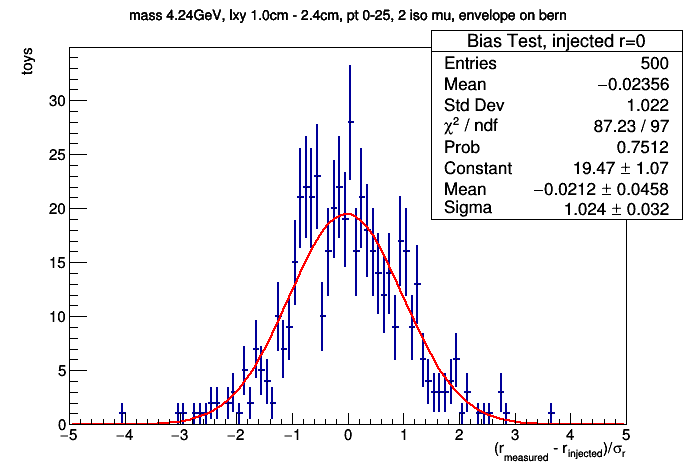 mass 4.24GeV, lxy 1.0cm - 2.4cm, pt 0-25, 2 iso mu, envelope on bern
toys
Bias Test, injected r=0
Entries 500
Mean −0.02356
Std Dev 1.022
χ² / ndf 87.23 / 97
Prob 0.7512
Constant 19.47 ± 1.07
Mean −0.0212 ± 0.0458
Sigma 1.024 ± 0.032
30
25
20
15
10
5
0
−5 −4 −3 −2 −1 0 1 2 3 4 5
(r_measured - r_injected)/σ_r